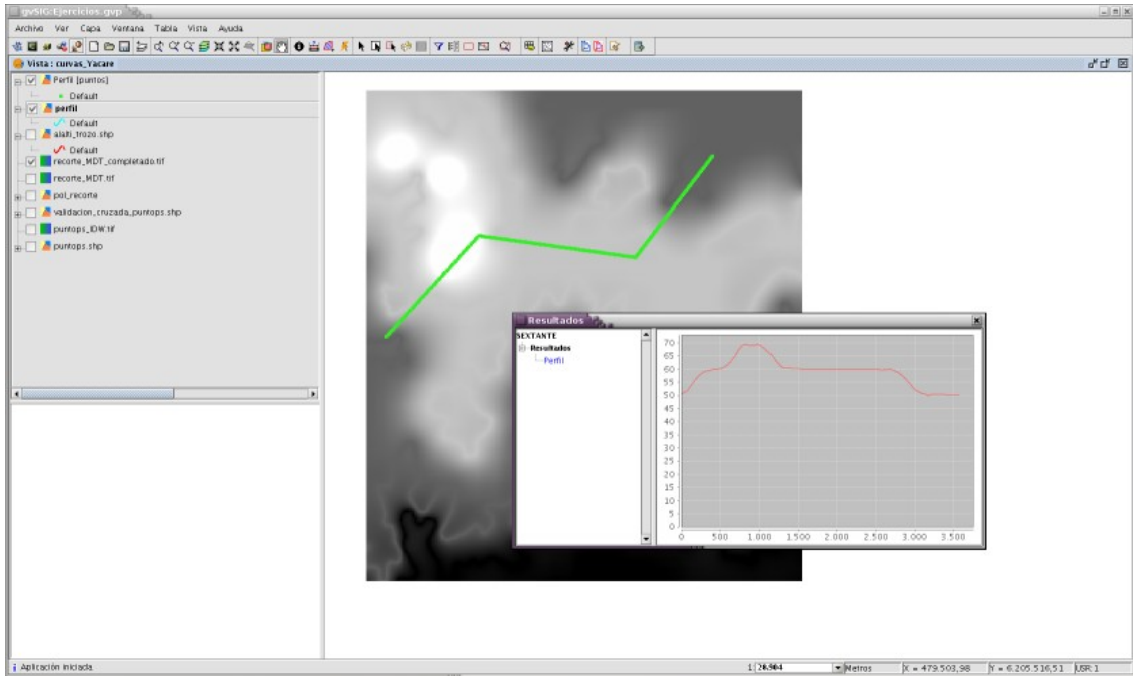 gvSIG:Ejercicios.gvp
Archivo Ver Capa Ventana Tabla Vista Ayuda
Vista : curvas_Yacare
Perfil [puntos]
Default
perfil
Default
Default
recorte_MDT_completado.tif
recorte_MDT.tif
pol_recorte
validacion_cruzada_puntops.shp
puntops_IDW.tif
puntops.shp
Resultados
SEXTANTE
Resultados
Perfil
70
65
60
55
50
45
40
35
30
25
20
15
10
5
0
0 500 1.000 1.500 2.000 2.500 3.000 3.500
Aplicación iniciada.
1: 20.904 Metros X = 479.503,98 Y = 6.205.516,51 USR:1